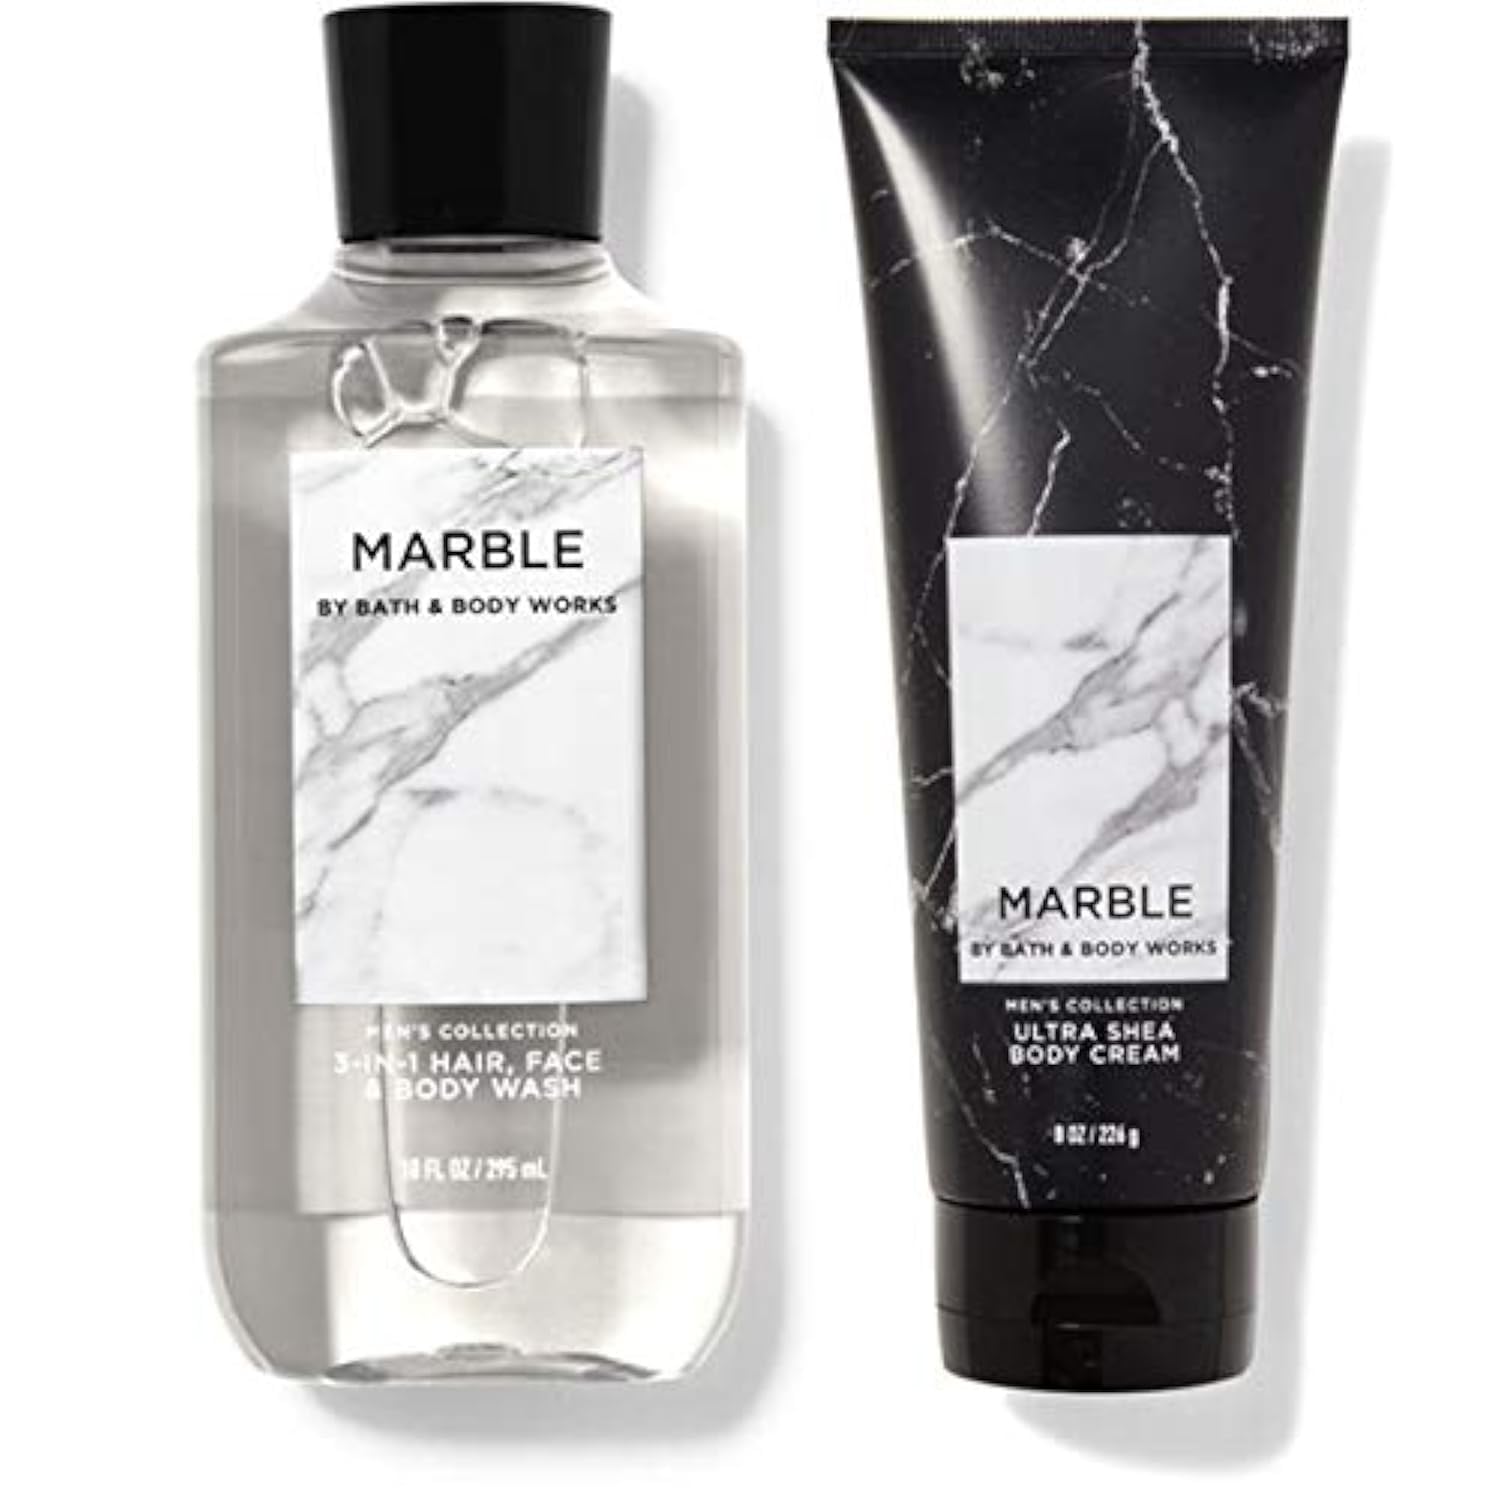 MARBLE
BY BATH & BODY WORKS
MEN'S COLLECTION
3-IN-1 HAIR, FACE
& BODY WASH
10 FL OZ / 295 mL
MARBLE
BY BATH & BODY WORKS
MEN'S COLLECTION
ULTRA SHEA
BODY CREAM
8 OZ / 226 g